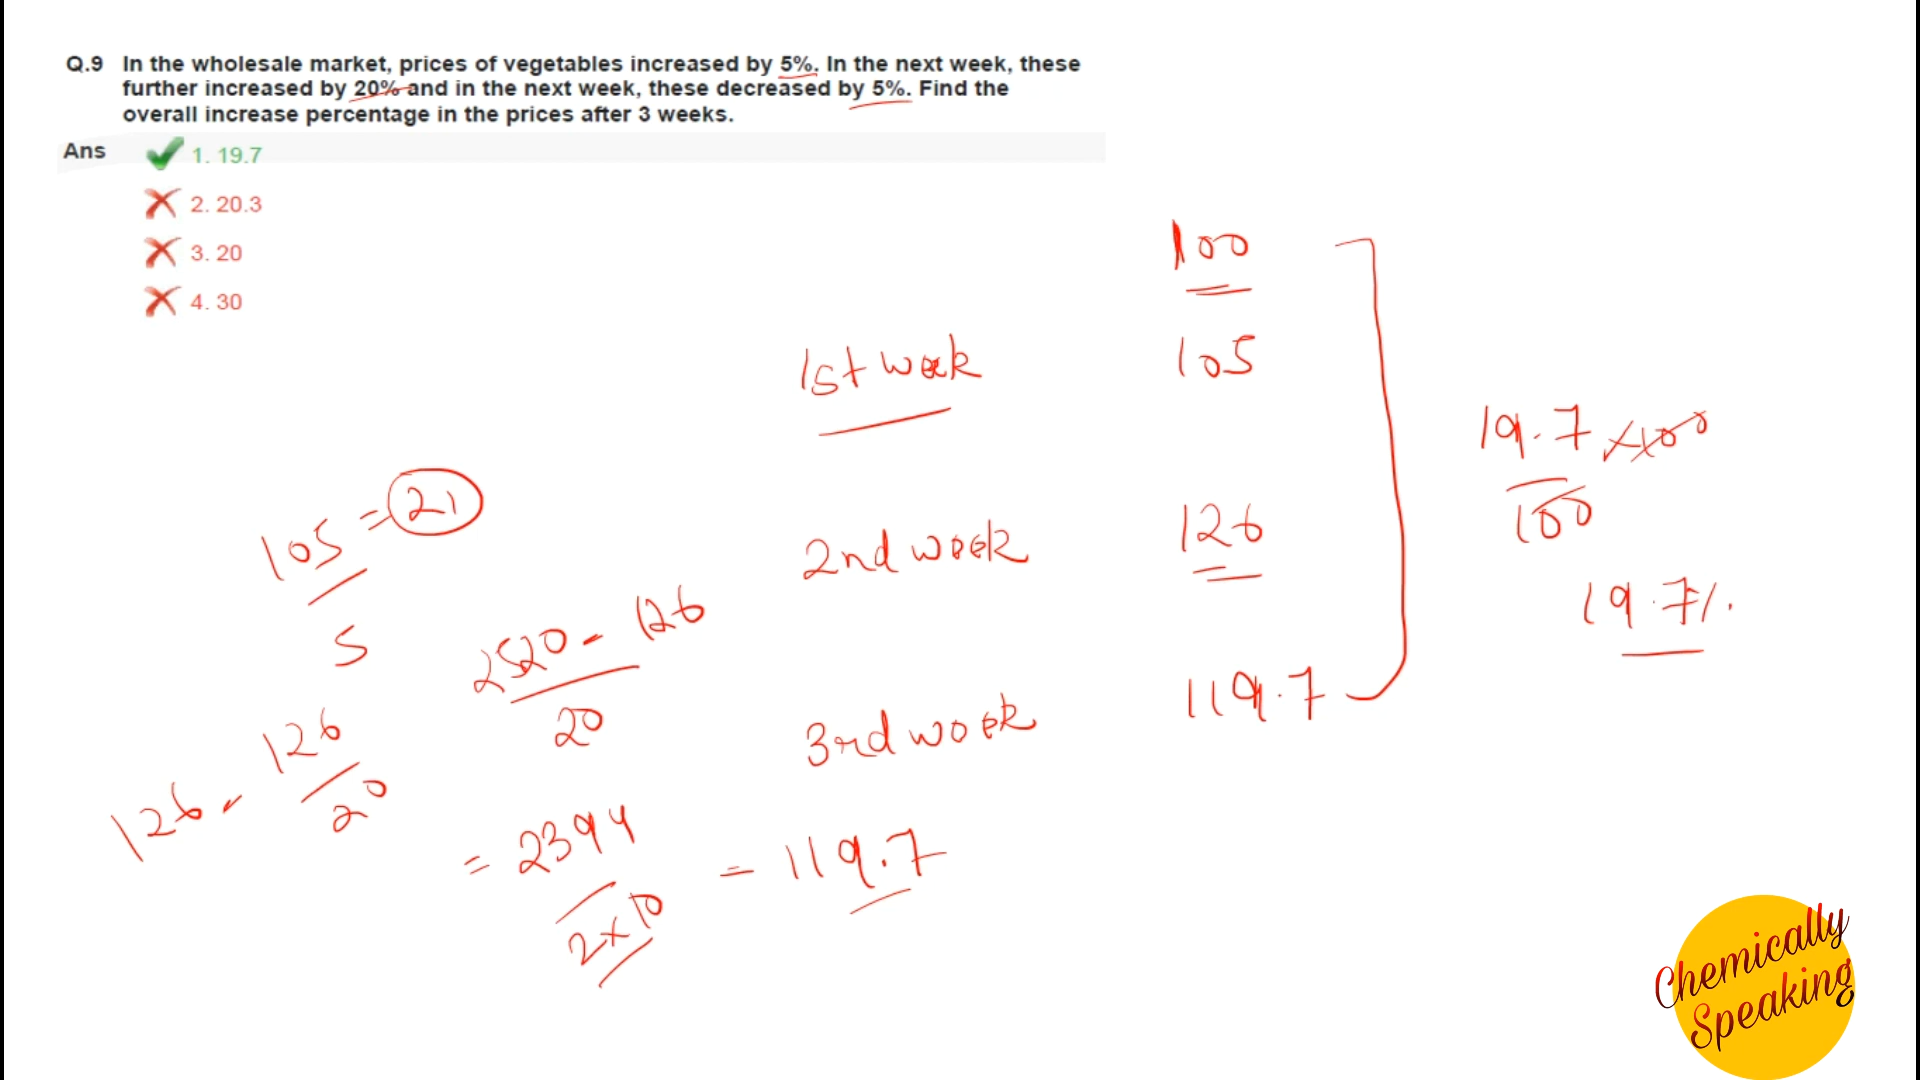 Q.9 In the wholesale market, prices of vegetables increased by 5%. In the next week, these
further increased by 20% and in the next week, these decreased by 5%. Find the
overall increase percentage in the prices after 3 weeks.
Ans
1. 19.7
2. 20.3
3. 20
4. 30
100
1st week 105
2nd week 126
3rd week 119.7
19.7 × 100
100
19.7%.
105 = 21
5
126 - 126
20
2520 - 126
20
= 2394 = 119.7
2×10
Chemically
Speaking